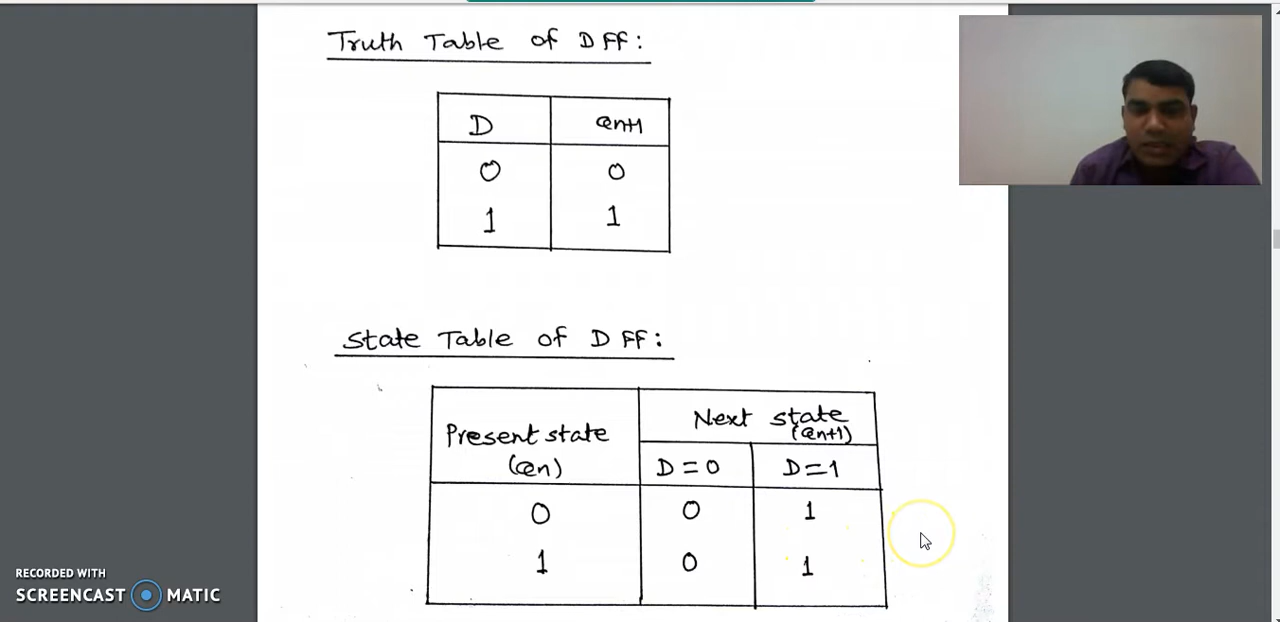 Truth Table of D FF:
D Qn+1
0 0
1 1
State Table of D FF:
Present state (Qn) Next state (Qn+1)
D=0 D=1
0 0 1
1 0 1
RECORDED WITH
SCREENCAST MATIC